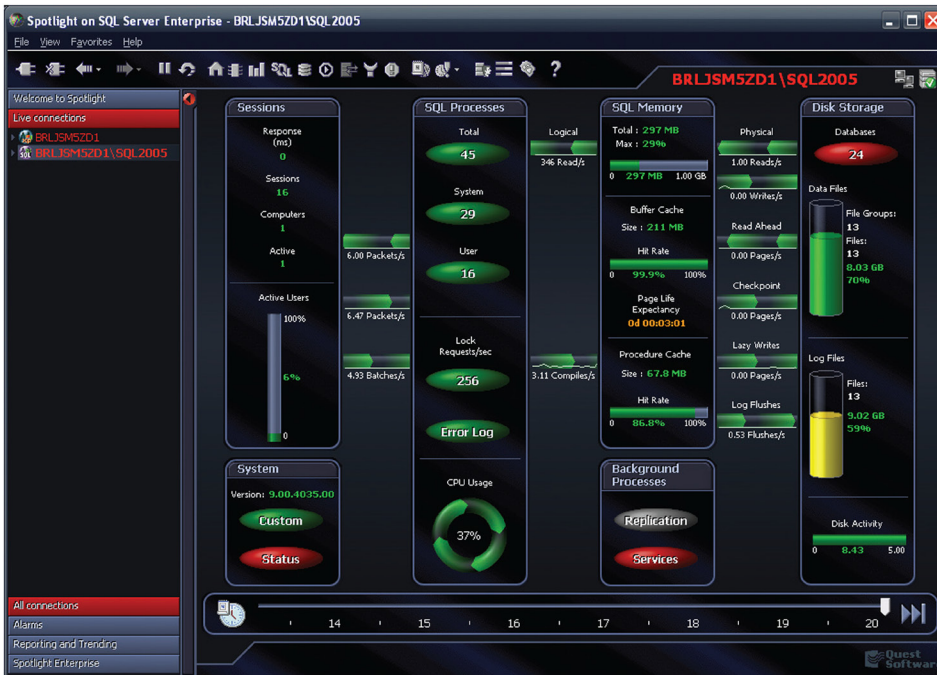 Spotlight on SQL Server Enterprise - BRLJSM5ZD1\SQL2005
File View Favorites Help
BRLJSM5ZD1\SQL2005
Welcome to Spotlight
Live connections
BRLJSM5ZD1
BRLJSM5ZD1\SQL2005
All connections
Alarms
Reporting and Trending
Spotlight Enterprise
Sessions
Response
(ms)
0
Sessions
16
Computers
1
Active
1
Active Users
100%
6%
0
System
Version: 9.00.4035.00
Custom
Status
6.00 Packets/s
6.47 Packets/s
4.93 Batches/s
SQL Processes
Total
45
System
29
User
16
Lock
Requests/sec
256
Error Log
CPU Usage
37%
Logical
346 Read/s
3.11 Compiles/s
SQL Memory
Total : 297 MB
Max : 29%
0 297 MB 1.00 GB
Buffer Cache
Size : 211 MB
Hit Rate
0 99.9% 100%
Page Life
Expectancy
0d 00:03:01
Procedure Cache
Size : 67.8 MB
Hit Rate
0 86.8% 100%
Background
Processes
Replication
Services
Physical
1.00 Reads/s
0.00 Writes/s
Read Ahead
0.00 Pages/s
Checkpoint
0.00 Pages/s
Lazy Writes
0.00 Pages/s
Log Flushes
0.53 Flushes/s
Disk Storage
Databases
24
Data Files
File Groups:
13
Files:
13
8.03 GB
70%
Log Files
Files:
13
9.02 GB
59%
Disk Activity
0 8.43 5.00
14 15 16 17 18 19 20
Quest
Softwar